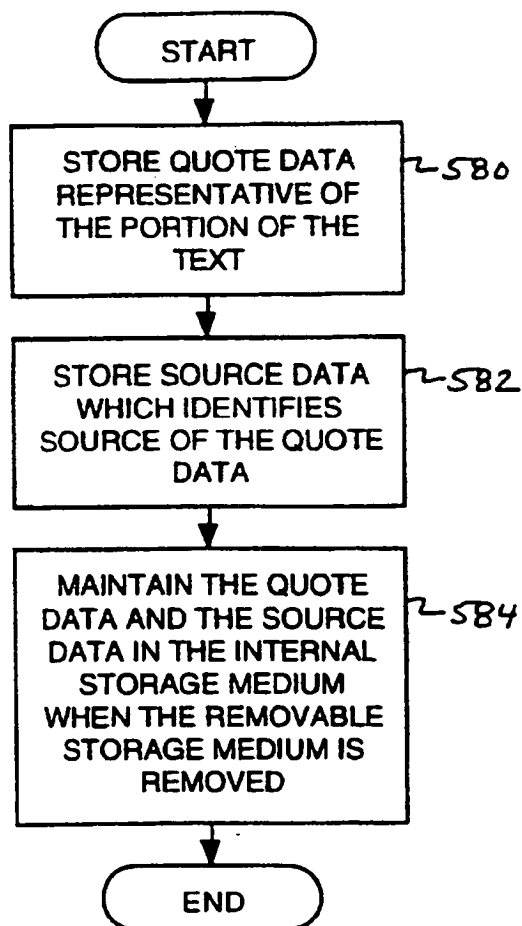 START
STORE QUOTE DATA
REPRESENTATIVE OF
THE PORTION OF THE
TEXT
580
STORE SOURCE DATA
WHICH IDENTIFIES
SOURCE OF THE QUOTE
DATA
582
MAINTAIN THE QUOTE
DATA AND THE SOURCE
DATA IN THE INTERNAL
STORAGE MEDIUM
WHEN THE REMOVABLE
STORAGE MEDIUM IS
REMOVED
584
END